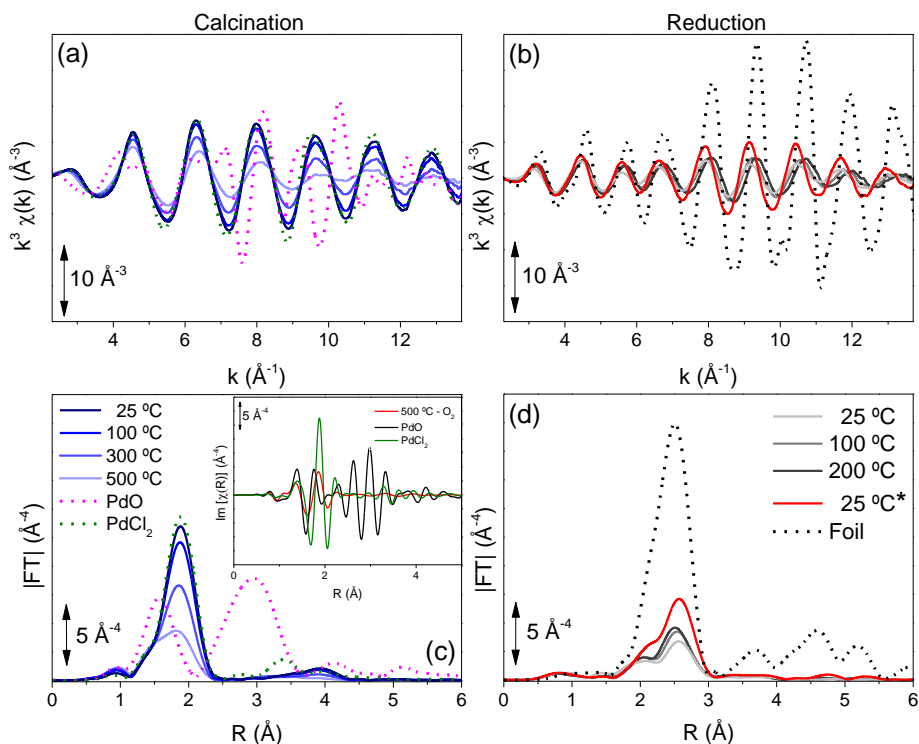 Calcination
Reduction
(a)
(b)
k³ χ(k) (Å⁻³)
k³ χ(k) (Å⁻³)
10 Å⁻³
10 Å⁻³
4 6 8 10 12
4 6 8 10 12
k (Å⁻¹)
k (Å⁻¹)
25 ºC
100 ºC
300 ºC
500 ºC
PdO
PdCl₂
5 Å⁻⁴
500 ºC - O₂
PdO
PdCl₂
Im [χ(R)] (Å⁻⁴)
0 2 4
R (Å)
(d)
25 ºC
100 ºC
200 ºC
25 ºC*
Foil
|FT| (Å⁻⁴)
|FT| (Å⁻⁴)
5 Å⁻⁴
5 Å⁻⁴
(c)
0 1 2 3 4 5 6
0 1 2 3 4 5 6
R (Å)
R (Å)